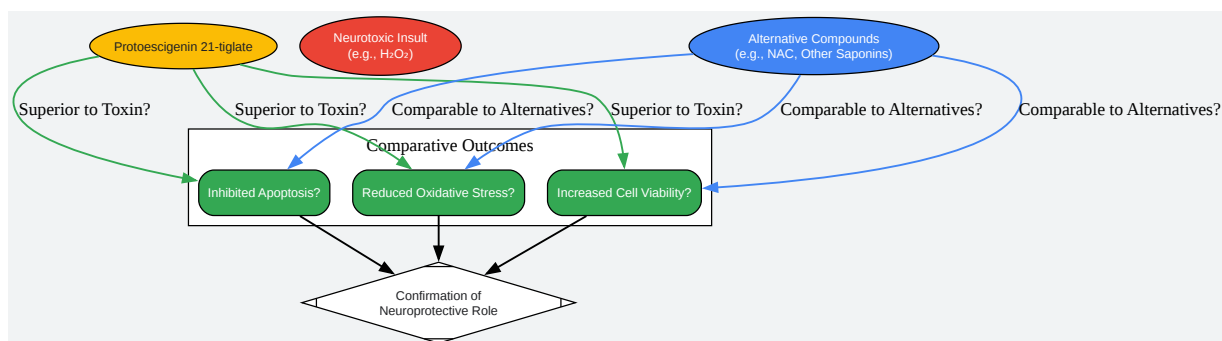 Protoescigenin 21-tiglate
Neurotoxic Insult
(e.g., H₂O₂)
Alternative Compounds
(e.g., NAC, Other Saponins)
Superior to Toxin?
Superior to Toxin?
Comparable to Alternatives?
Superior to Toxin?
Comparable to Alternatives?
Comparable to Alternatives?
Comparative Outcomes
Inhibited Apoptosis?
Reduced Oxidative Stress?
Increased Cell Viability?
Confirmation of
Neuroprotective Role